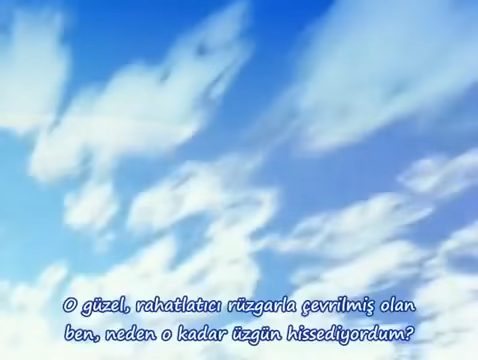 O güzel, rahatlatıcı rüzgarla çevrilmiş olan
ben, neden o kadar üzgün hissediyordum?